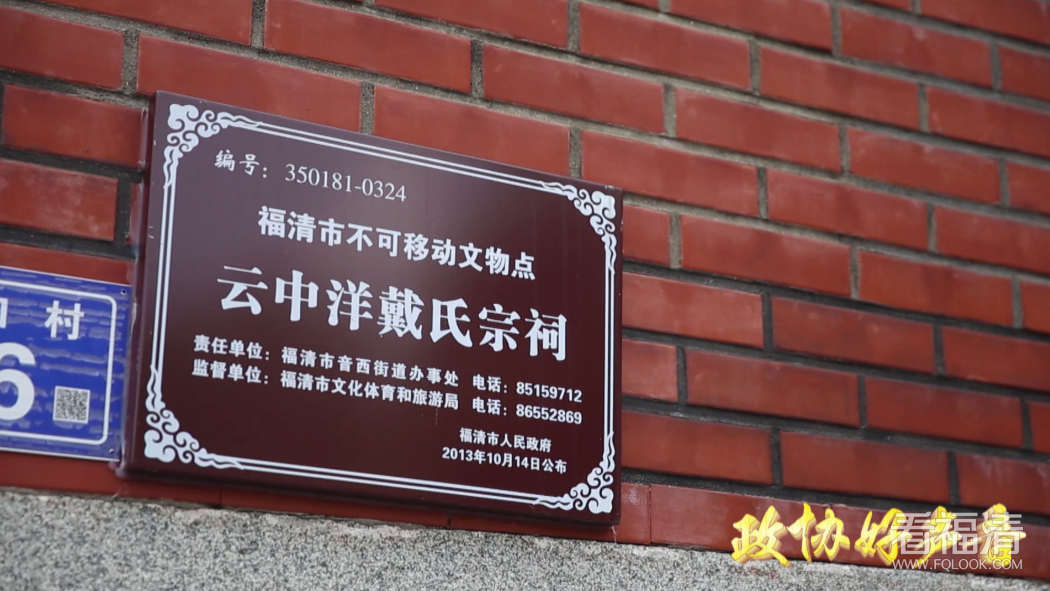 编号：350181-0324
福清市不可移动文物点
云中洋戴氏宗祠
责任单位：福清市音西街道办事处 电话：85159712
监督单位：福清市文化体育和旅游局 电话：86552869
福清市人民政府
2013年10月14日公布
村
6
政协好声音
看福清
WWW.FQLOOK.COM